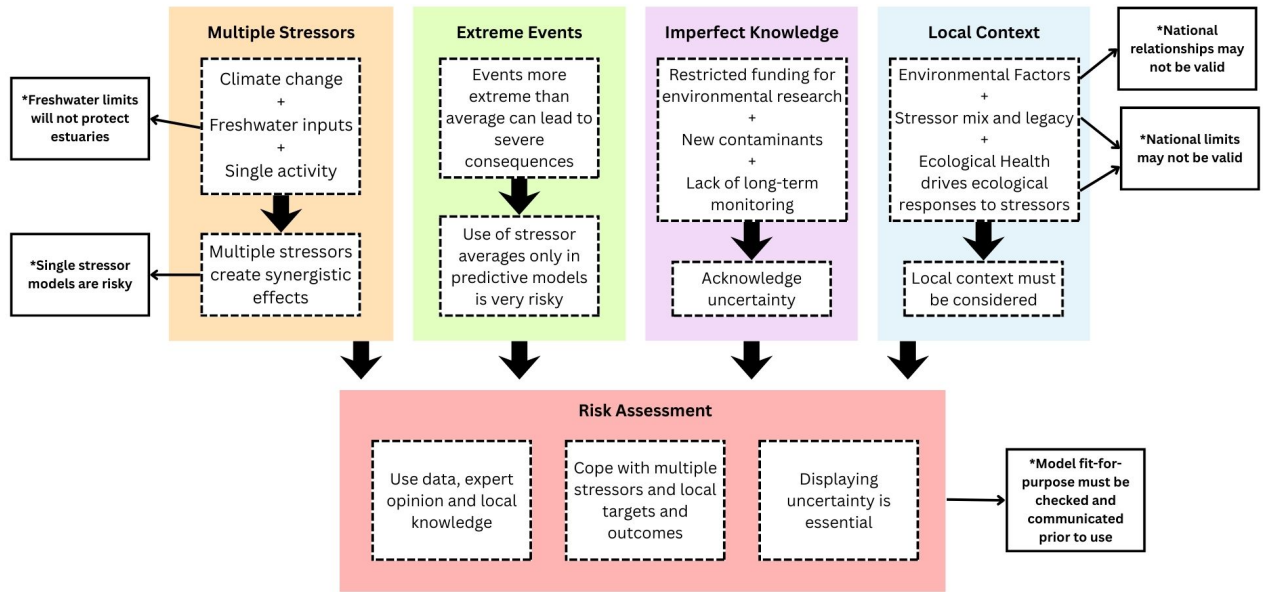 Multiple Stressors
Climate change
+
Freshwater inputs
+
Single activity
Multiple stressors
create synergistic
effects
*Freshwater limits
will not protect
estuaries
*Single stressor
models are risky
Extreme Events
Events more
extreme than
average can lead to
severe
consequences
Use of stressor
averages only in
predictive models
is very risky
Imperfect Knowledge
Restricted funding for
environmental research
+
New contaminants
+
Lack of long-term
monitoring
Acknowledge
uncertainty
Local Context
Environmental Factors
+
Stressor mix and legacy
+
Ecological Health
drives ecological
responses to stressors
Local context must
be considered
*National
relationships may
not be valid
*National limits
may not be valid
Risk Assessment
Use data, expert
opinion and local
knowledge
Cope with multiple
stressors and local
targets and
outcomes
Displaying
uncertainty is
essential
*Model fit-for-
purpose must be
checked and
communicated
prior to use